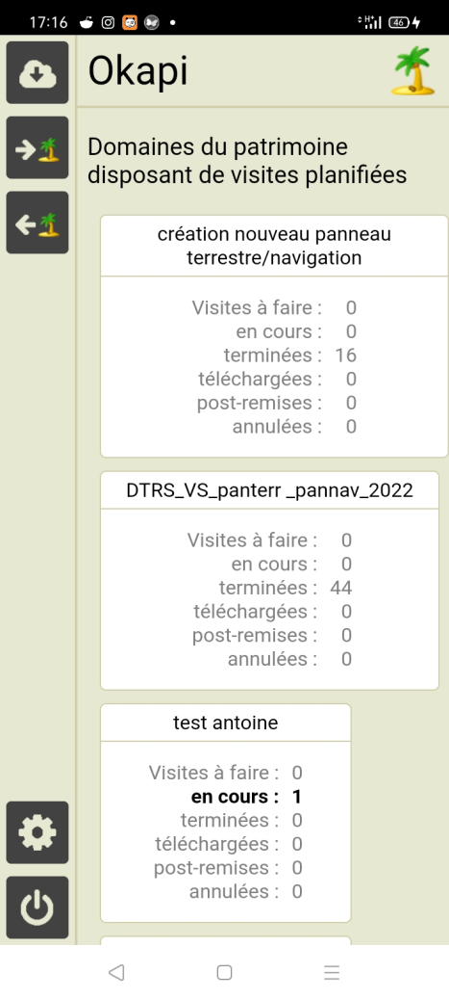 17:16
46
Okapi
Domaines du patrimoine
disposant de visites planifiées
création nouveau panneau
terrestre/navigation
Visites à faire : 0
en cours : 0
terminées : 16
téléchargées : 0
post-remises : 0
annulées : 0
DTRS_VS_panterr _pannav_2022
Visites à faire : 0
en cours : 0
terminées : 44
téléchargées : 0
post-remises : 0
annulées : 0
test antoine
Visites à faire : 0
en cours : 1
terminées : 0
téléchargées : 0
post-remises : 0
annulées : 0